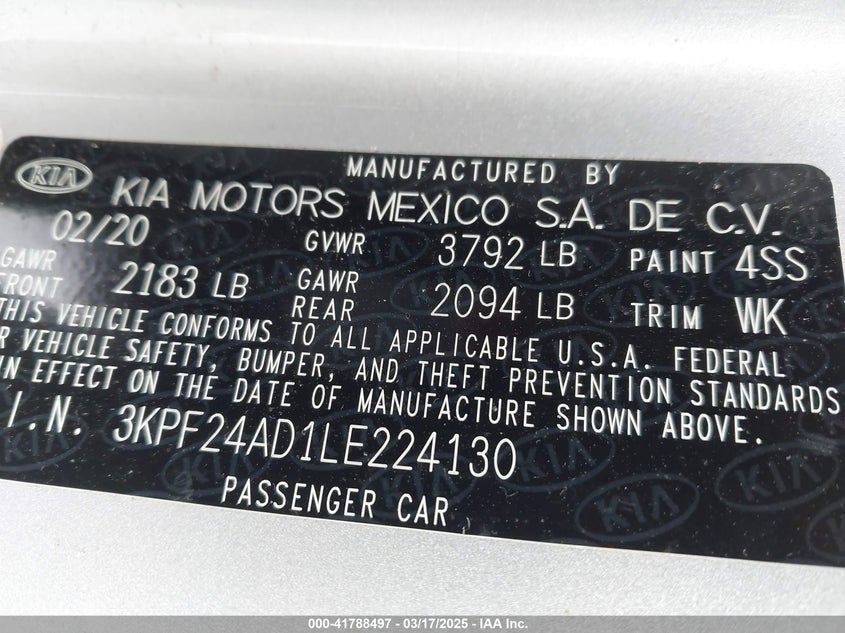 MANUFACTURED BY
KIA KIA MOTORS MEXICO S.A. DE C.V.
02/20 GVWR 3792 LB PAINT 4SS
GAWR FRONT 2183 LB GAWR REAR 2094 LB TRIM WK
THIS VEHICLE CONFORMS TO ALL APPLICABLE U.S.A. FEDERAL
R VEHICLE SAFETY, BUMPER, AND THEFT PREVENTION STANDARDS
IN EFFECT ON THE DATE OF MANUFACTURE SHOWN ABOVE.
I.N. 3KPF24AD1LE224130
PASSENGER CAR
000-41788497 - 03/17/2025 - IAA Inc.